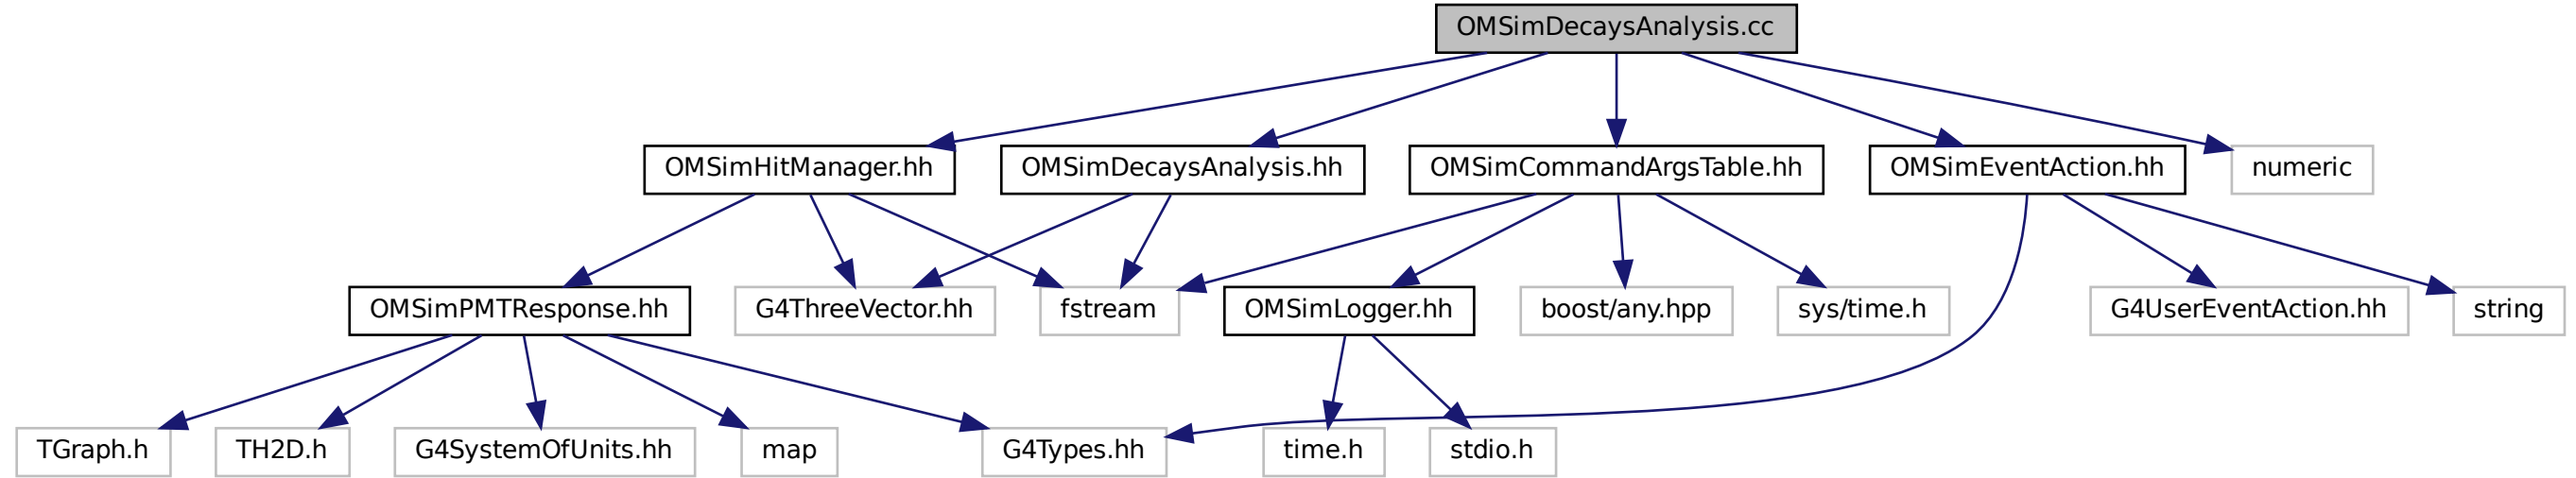 OMSimDecaysAnalysis.cc
OMSimHitManager.hh
OMSimDecaysAnalysis.hh
OMSimCommandArgsTable.hh
OMSimEventAction.hh
numeric
OMSimPMTResponse.hh
G4ThreeVector.hh
fstream
OMSimLogger.hh
boost/any.hpp
sys/time.h
G4UserEventAction.hh
string
TGraph.h
TH2D.h
G4SystemOfUnits.hh
map
G4Types.hh
time.h
stdio.h